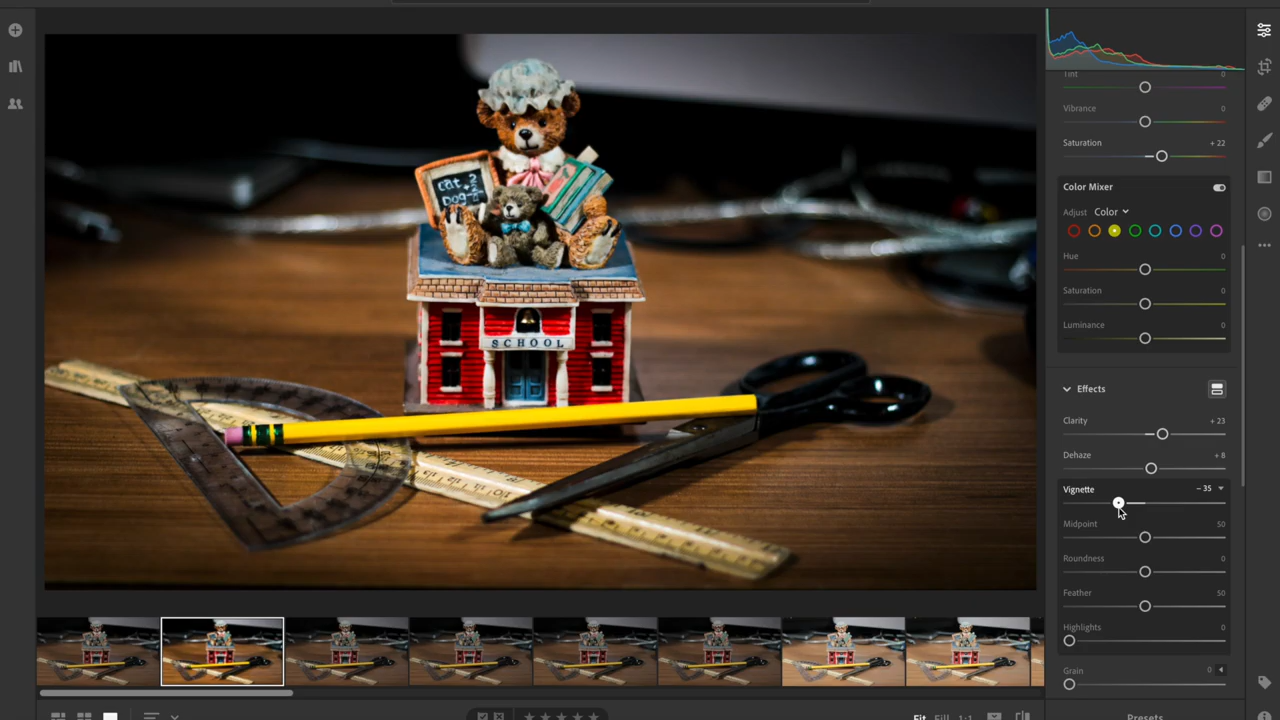 Tint 0
Vibrance 0
Saturation + 22
Color Mixer
Adjust Color
Hue 0
Saturation 0
Luminance 0
Effects
Clarity + 23
Dehaze + 8
Vignette − 35
Midpoint 50
Roundness 0
Feather 50
Highlights 0
Grain 0
cat
DOG
SCHOOL
Fit Fill 1:1
Presets